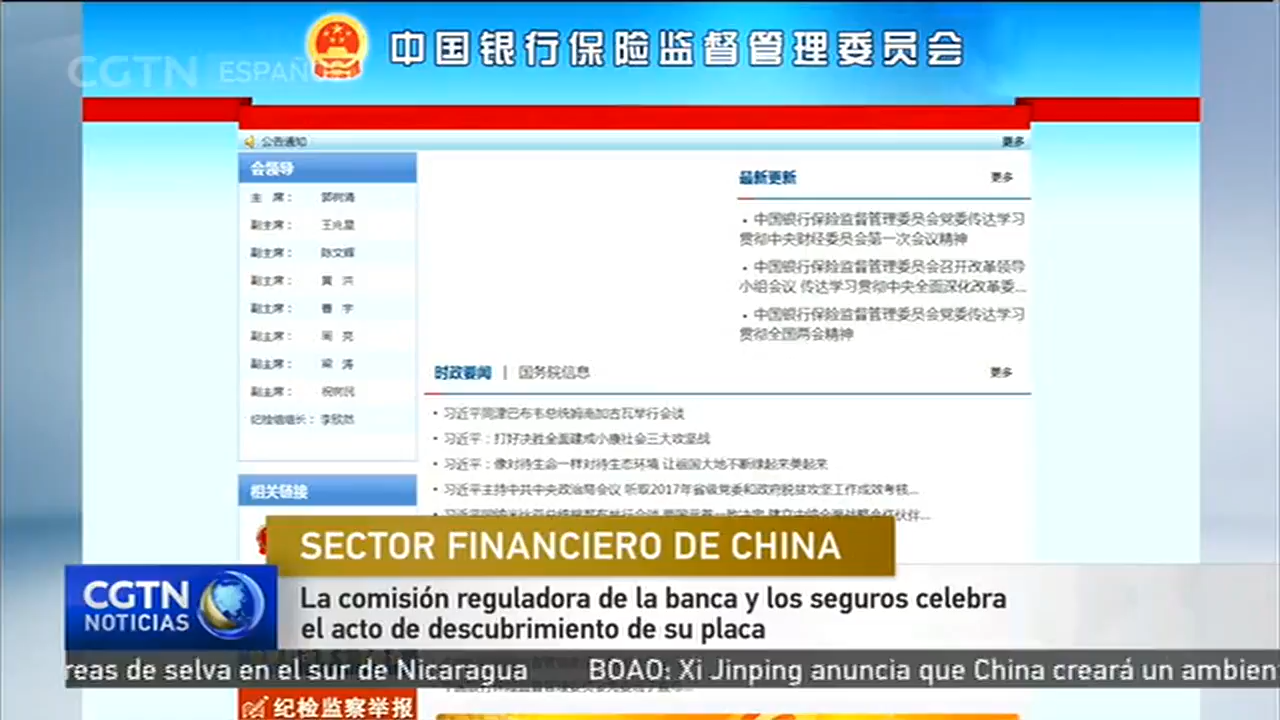 CGTN ESPAÑOL
中国银行保险监督管理委员会
公告通知
更多
会领导
主 席： 郭树清
副主席： 王兆星
副主席： 陈文辉
副主席： 黄 洪
副主席： 曹 宇
副主席： 周 亮
副主席： 梁 涛
副主席： 祝树民
纪检组组长： 李欣然
相关链接
最新更新
更多
· 中国银行保险监督管理委员会党委传达学习
贯彻中央财经委员会第一次会议精神
· 中国银行保险监督管理委员会召开改革领导
小组会议 传达学习贯彻中央全面深化改革委...
· 中国银行保险监督管理委员会党委传达学习
贯彻全国两会精神
时政要闻 | 国务院信息
更多
· 习近平同津巴布韦总统姆南加古瓦举行会谈
· 习近平：打好决胜全面建成小康社会三大攻坚战
· 习近平：像对待生命一样对待生态环境 让祖国大地不断绿起来美起来
· 习近平主持中共中央政治局会议 听取2017年省级党委和政府脱贫攻坚工作成效考核...
SECTOR FINANCIERO DE CHINA
CGTN
NOTICIAS
La comisión reguladora de la banca y los seguros celebra
el acto de descubrimiento de su placa
reas de selva en el sur de Nicaragua BOAO: Xi Jinping anuncia que China creará un ambien
纪检监察举报